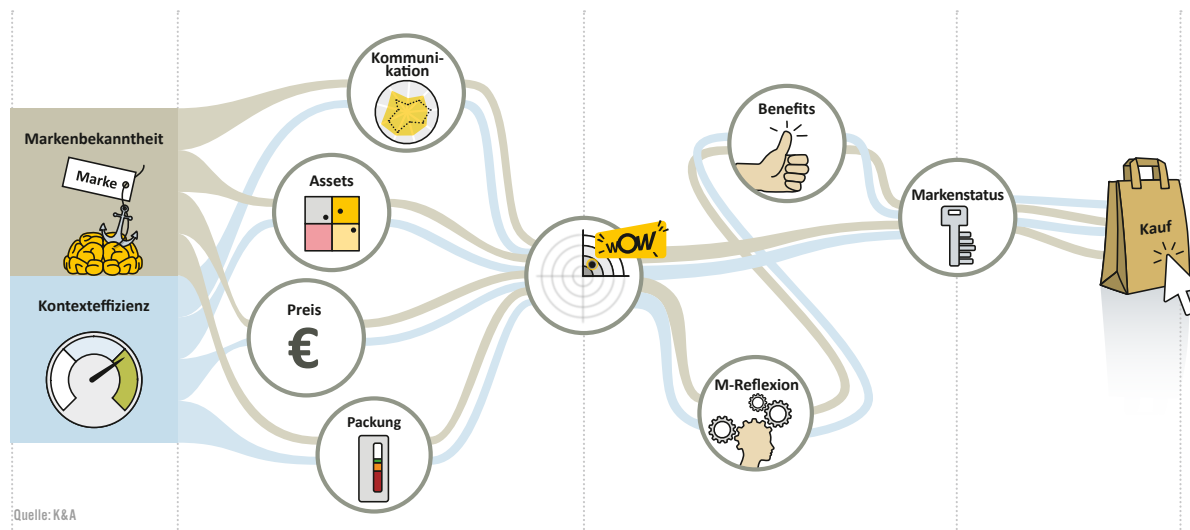 Kommuni-
kation
Markenbekanntheit
Marke
Assets
Benefits
Markenstatus
Kauf
wOW
Kontexteffizienz
Preis
€
M-Reflexion
Packung
Quelle: K&A